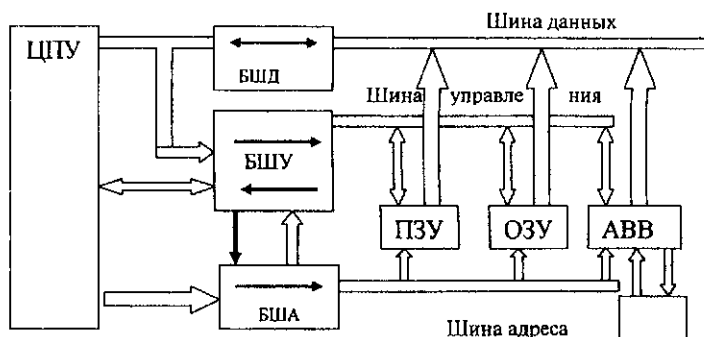 Шина данных
ЦПУ
БШД
Шина управле ния
БШУ
ПЗУ
ОЗУ
АВВ
БША
Шина адреса